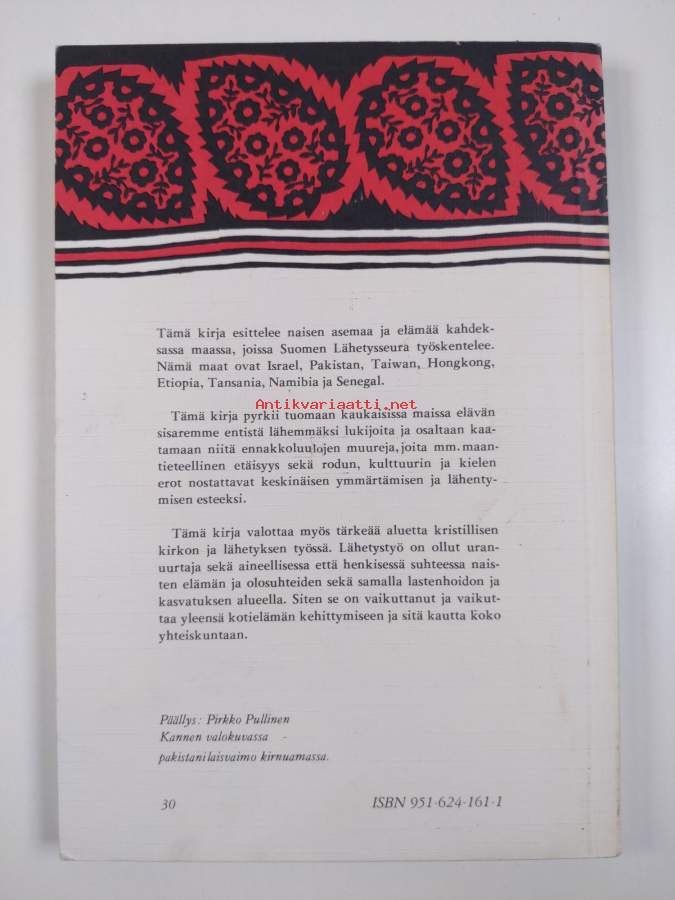 Tämä kirja esittelee naisen asemaa ja elämää kahdek-
sassa maassa, joissa Suomen Lähetysseura työskentelee.
Nämä maat ovat Israel, Pakistan, Taiwan, Hongkong,
Etiopia, Tansania, Namibia ja Senegal.
Antikvariaatti.net
Tämä kirja pyrkii tuomaan kaukaisissa maissa elävän
sisaremme entistä lähemmäksi lukijoita ja osaltaan kaa-
tamaan niitä ennakkoluulojen muureja, joita mm. maan-
tieteellinen etäisyys sekä rodun, kulttuurin ja kielen
erot nostattavat keskinäisen ymmärtämisen ja lähenty-
misen esteeksi.
Tämä kirja valottaa myös tärkeää aluetta kristillisen
kirkon ja lähetyksen työssä. Lähetystyö on ollut uran-
uurtaja sekä aineellisessa että henkisessä suhteessa nais-
ten elämän ja olosuhteiden sekä samalla lastenhoidon ja
kasvatuksen alueella. Siten se on vaikuttanut ja vaikut-
taa yleensä kotielämän kehittymiseen ja sitä kautta koko
yhteiskuntaan.
Päällys: Pirkko Pullinen
Kannen valokuvassa
pakistanilaisvaimo kirnuamassa.
30 ISBN 951-624-161-1